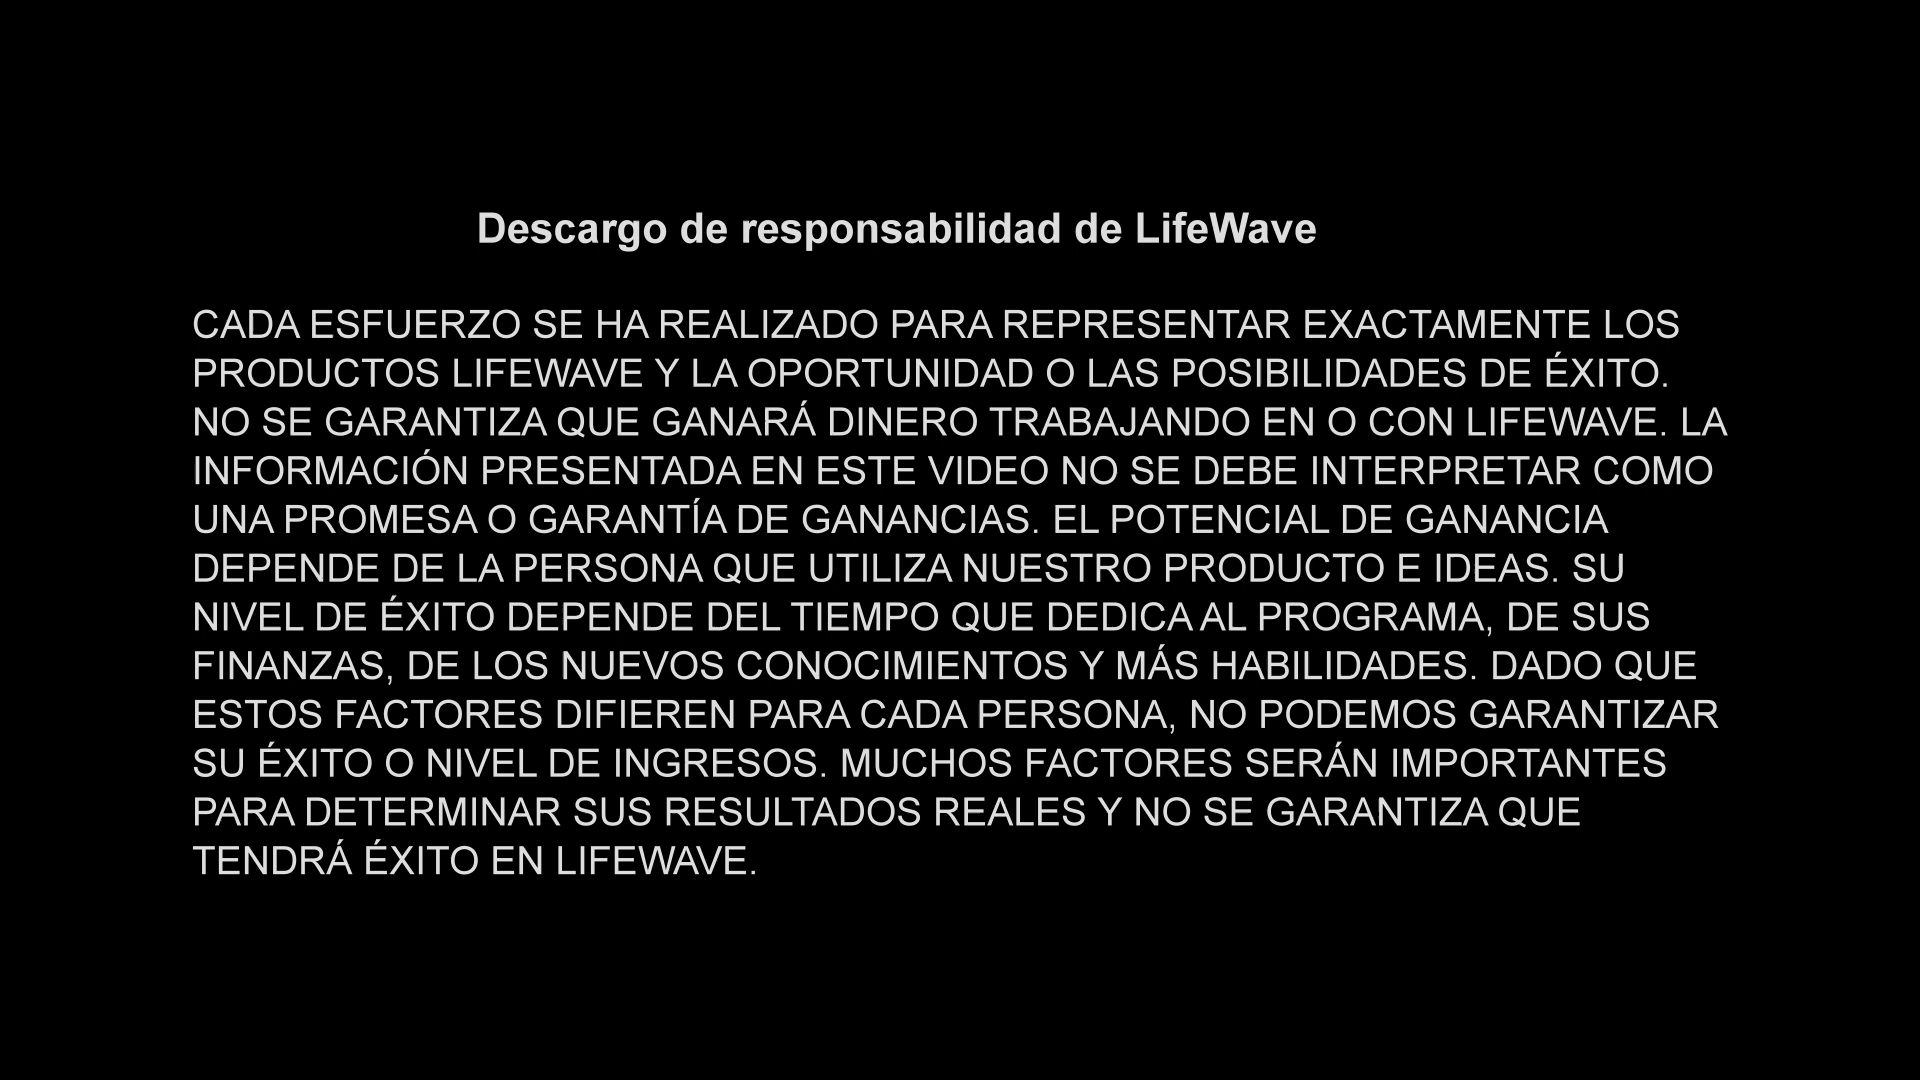 Descargo de responsabilidad de LifeWave
CADA ESFUERZO SE HA REALIZADO PARA REPRESENTAR EXACTAMENTE LOS
PRODUCTOS LIFEWAVE Y LA OPORTUNIDAD O LAS POSIBILIDADES DE ÉXITO.
NO SE GARANTIZA QUE GANARÁ DINERO TRABAJANDO EN O CON LIFEWAVE. LA
INFORMACIÓN PRESENTADA EN ESTE VIDEO NO SE DEBE INTERPRETAR COMO
UNA PROMESA O GARANTÍA DE GANANCIAS. EL POTENCIAL DE GANANCIA
DEPENDE DE LA PERSONA QUE UTILIZA NUESTRO PRODUCTO E IDEAS. SU
NIVEL DE ÉXITO DEPENDE DEL TIEMPO QUE DEDICA AL PROGRAMA, DE SUS
FINANZAS, DE LOS NUEVOS CONOCIMIENTOS Y MÁS HABILIDADES. DADO QUE
ESTOS FACTORES DIFIEREN PARA CADA PERSONA, NO PODEMOS GARANTIZAR
SU ÉXITO O NIVEL DE INGRESOS. MUCHOS FACTORES SERÁN IMPORTANTES
PARA DETERMINAR SUS RESULTADOS REALES Y NO SE GARANTIZA QUE
TENDRÁ ÉXITO EN LIFEWAVE.